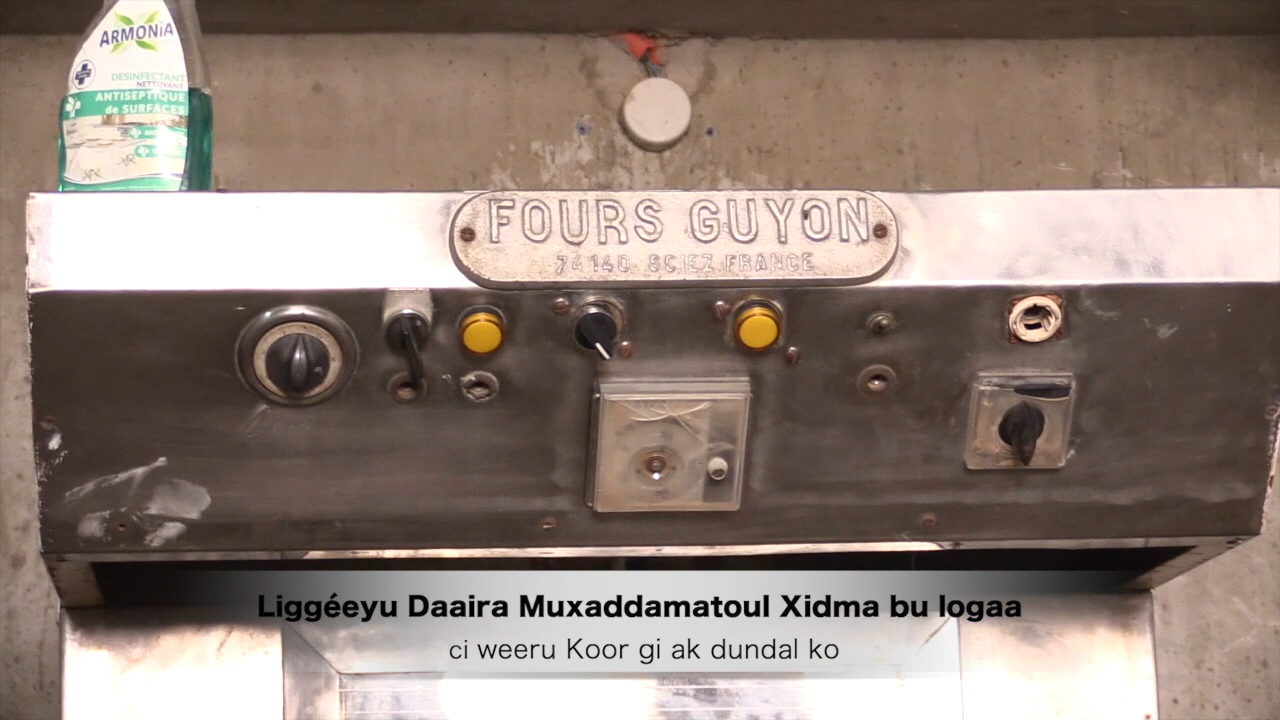 ARMONiA
DESINFECTANT
NETTOYANT
ANTISEPTIQUE
de SURFACES
FOURS GUYON
74140 SCIEZ FRANCE
Liggéeyu Daaira Muxaddamatoul Xidma bu logaa
ci weeru Koor gi ak dundal ko